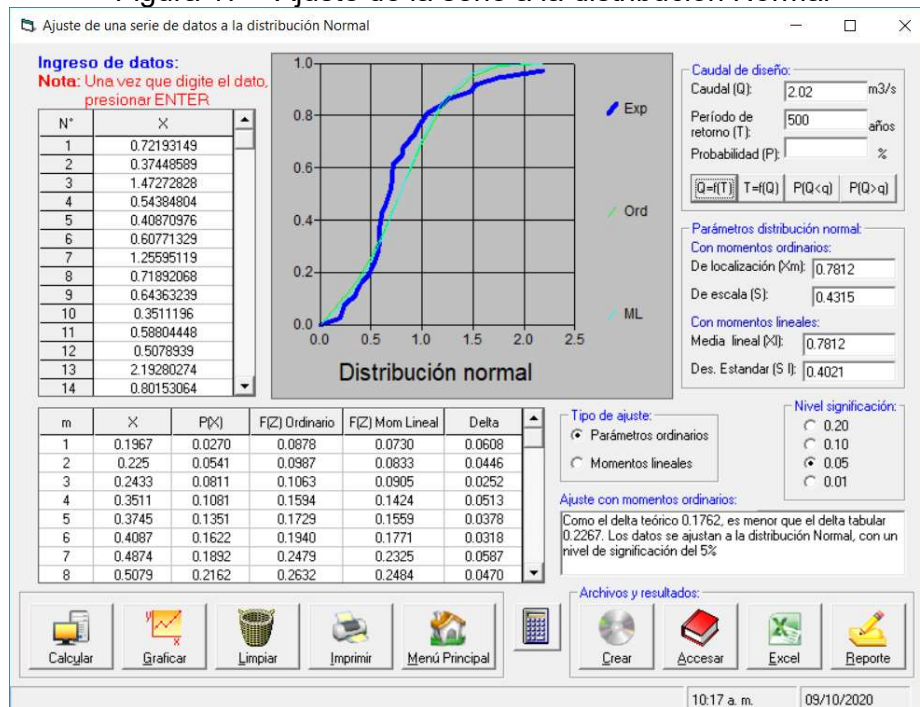 Ajuste de una serie de datos a la distribución Normal
Ingreso de datos:
Nota: Una vez que digite el dato,
presionar ENTER
N° X
1 0.72193149
2 0.37448589
3 1.47272828
4 0.54384804
5 0.40870976
6 0.60771329
7 1.25595119
8 0.71892068
9 0.64363239
10 0.3511196
11 0.58804448
12 0.5078939
13 2.19280274
14 0.80153064
1.0
0.8
0.6
0.4
0.2
0.0
0.0 0.5 1.0 1.5 2.0 2.5
Distribución normal
Exp
Ord
ML
Caudal de diseño:
Caudal (Q): 2.02 m3/s
Período de
retorno (T): 500 años
Probabilidad (P): %
Q=f(T) T=f(Q) P(Q<q) P(Q>q)
Parámetros distribución normal:
Con momentos ordinarios:
De localización (Xm): 0.7812
De escala (S): 0.4315
Con momentos lineales:
Media lineal (Xl): 0.7812
Des. Estandar (S l): 0.4021
m X P(X) F(Z) Ordinario F(Z) Mom Lineal Delta
1 0.1967 0.0270 0.0878 0.0730 0.0608
2 0.225 0.0541 0.0987 0.0833 0.0446
3 0.2433 0.0811 0.1063 0.0905 0.0252
4 0.3511 0.1081 0.1594 0.1424 0.0513
5 0.3745 0.1351 0.1729 0.1559 0.0378
6 0.4087 0.1622 0.1940 0.1771 0.0318
7 0.4874 0.1892 0.2479 0.2325 0.0587
8 0.5079 0.2162 0.2632 0.2484 0.0470
Tipo de ajuste:
Parámetros ordinarios
Momentos lineales
Nivel significación:
0.20
0.10
0.05
0.01
Ajuste con momentos ordinarios:
Como el delta teórico 0.1762, es menor que el delta tabular
0.2267. Los datos se ajustan a la distribución Normal, con un
nivel de significación del 5%
Calcular Graficar Limpiar Imprimir Menú Principal
Archivos y resultados:
Crear Accesar Excel Reporte
10:17 a. m. 09/10/2020